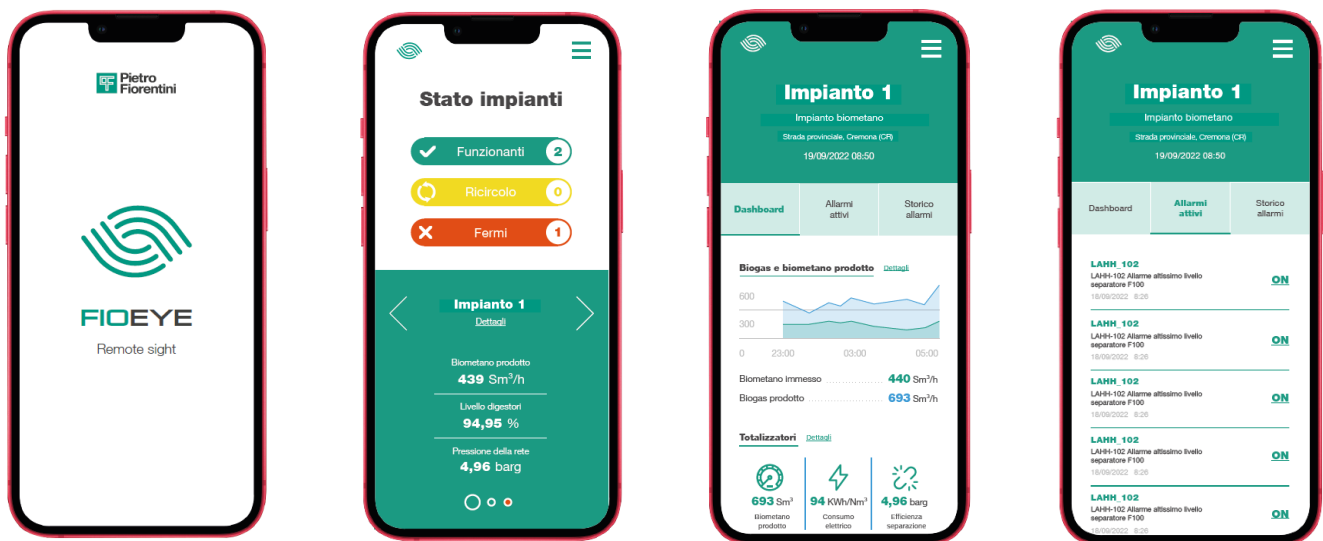 Pietro
Fiorentini
FIOEYE
Remote sight
Stato impianti
Funzionanti 2
Ricircolo 0
Fermi 1
Impianto 1
Dettagli
Biometano prodotto
439 Sm³/h
Livello digestori
94,95 %
Pressione della rete
4,96 barg
Impianto 1
Impianto biometano
Strada provinciale, Cremona (CR)
19/09/2022 08:50
Dashboard
Allarmi
attivi
Storico
allarmi
Biogas e biometano prodotto Dettagli
600
300
0 23:00 03:00 05:00
Biometano immesso 440 Sm³/h
Biogas prodotto 693 Sm³/h
Totalizzatori Dettagli
693 Sm³
Biometano
prodotto
94 KWh/Nm³
Consumo
elettrico
4,96 barg
Efficienza
separazione
Impianto 1
Impianto biometano
Strada provinciale, Cremona (CR)
19/09/2022 08:50
Dashboard
Allarmi
attivi
Storico
allarmi
LAHH_102
LAHH-102 Allarme altissimo livello
separatore F100
18/09/2022 8:26
ON
LAHH_102
LAHH-102 Allarme altissimo livello
separatore F100
18/09/2022 8:26
ON
LAHH_102
LAHH-102 Allarme altissimo livello
separatore F100
18/09/2022 8:26
ON
LAHH_102
LAHH-102 Allarme altissimo livello
separatore F100
18/09/2022 8:26
ON
LAHH_102
LAHH-102 Allarme altissimo livello
separatore F100
18/09/2022 8:26
ON